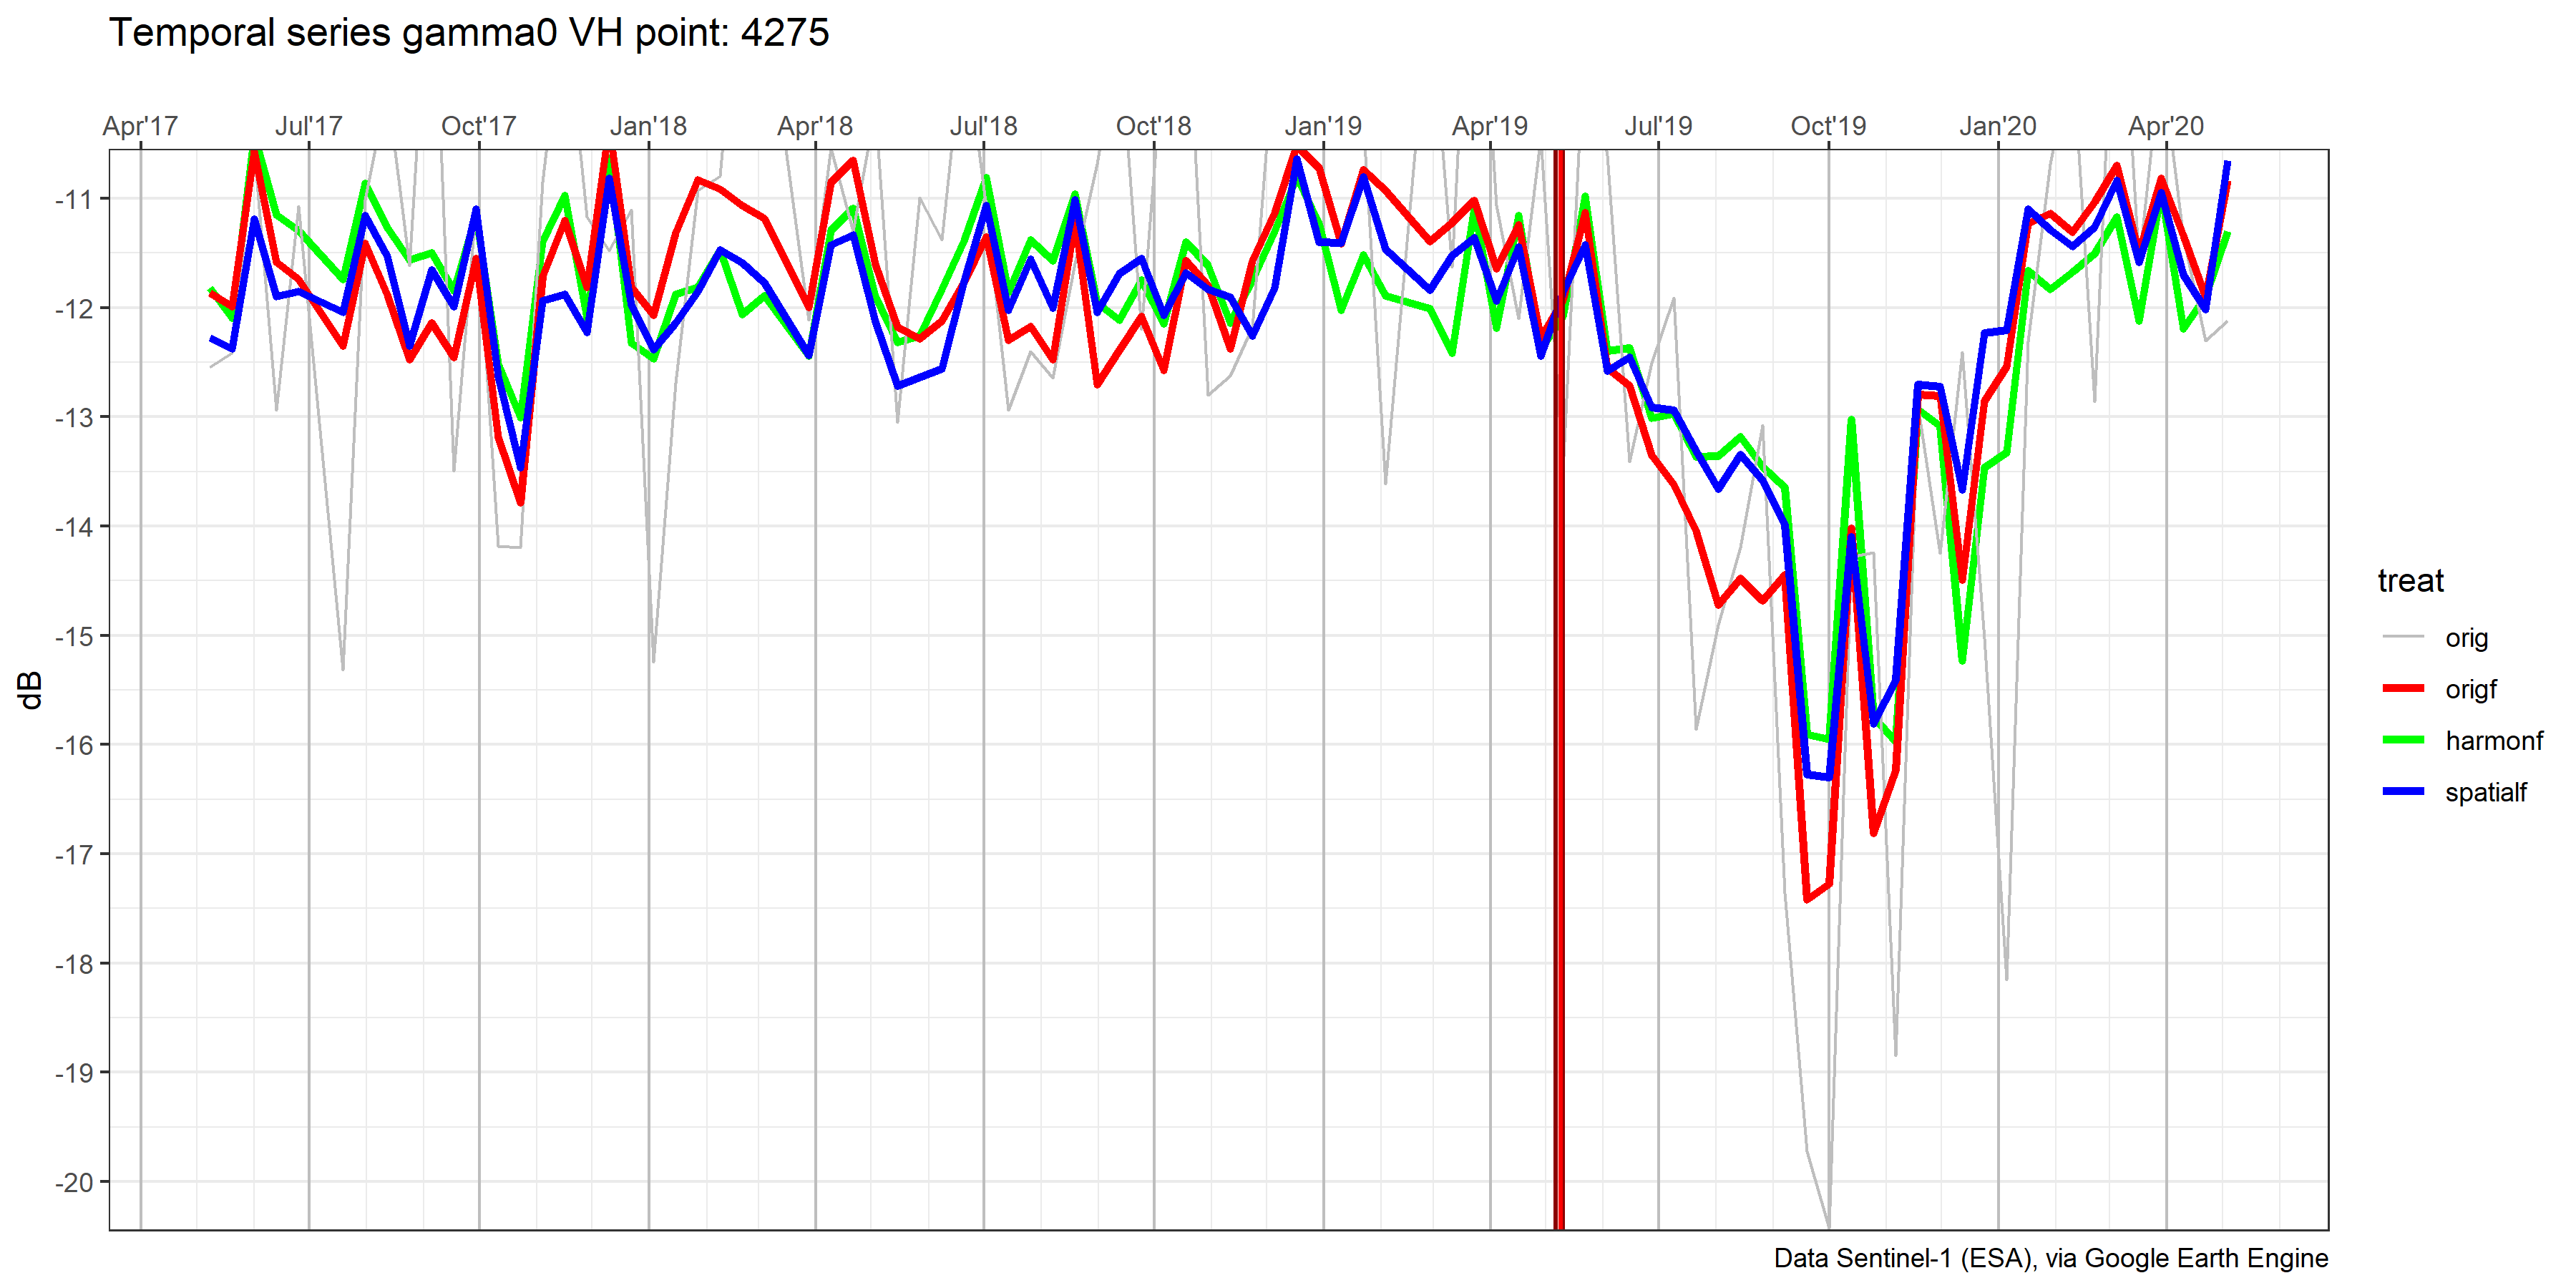 Temporal series gamma0 VH point: 4275
Apr'17 Jul'17 Oct'17 Jan'18 Apr'18 Jul'18 Oct'18 Jan'19 Apr'19 Jul'19 Oct'19 Jan'20 Apr'20
-11
-12
-13
-14
-15
-16
-17
-18
-19
-20
dB
treat
orig
origf
harmonf
spatialf
Data Sentinel-1 (ESA), via Google Earth Engine